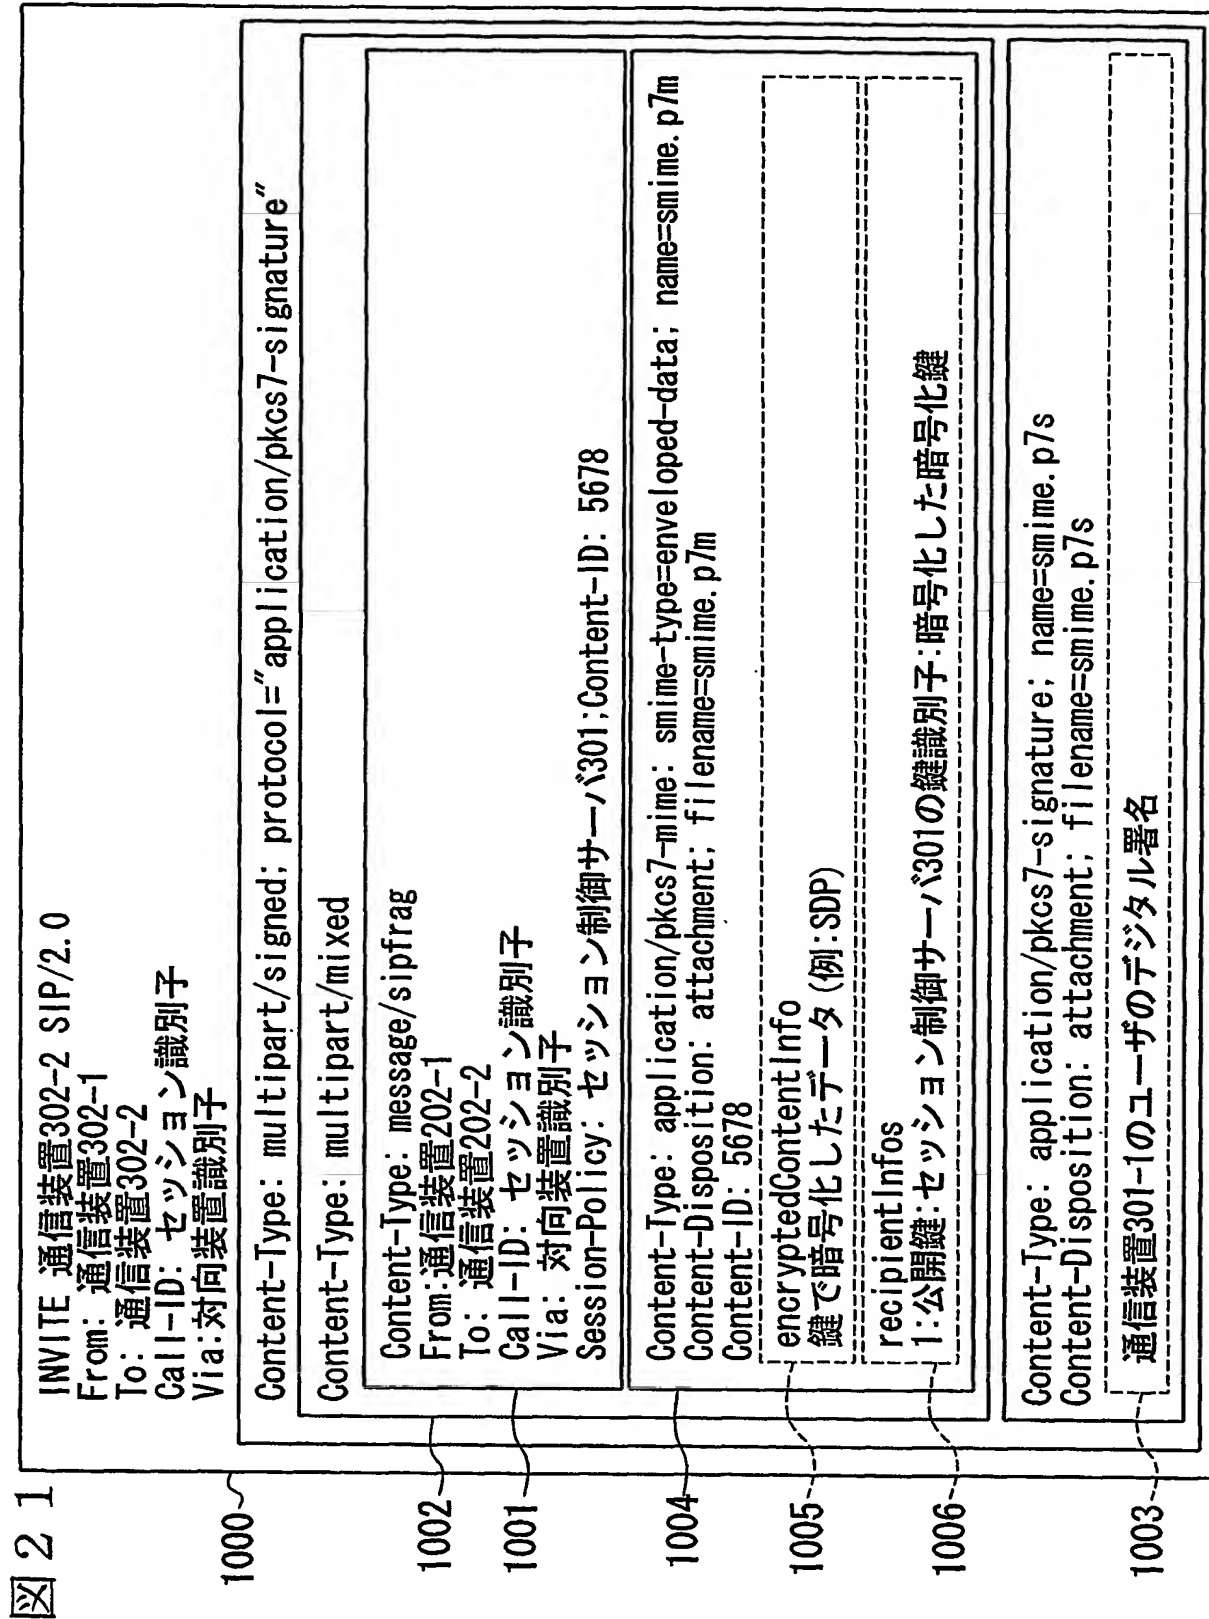 図21
INVITE 通信装置302-2 SIP/2.0
From: 通信装置302-1
To: 通信装置302-2
Call-ID: セッション識別子
Via:対向装置識別子
1000
Content-Type: multipart/signed; protocol="application/pkcs7-signature"
Content-Type: multipart/mixed
1002
Content-Type: message/sipfrag
From:通信装置202-1
To: 通信装置202-2
Call-ID: セッション識別子
Via: 対向装置識別子
Session-Policy: セッション制御サーバ301;Content-ID: 5678
1001
Content-Type: application/pkcs7-mime: smime-type=enveloped-data; name=smime.p7m
Content-Disposition: attachment; filename=smime.p7m
Content-ID: 5678
1004
encryptedContentInfo
鍵で暗号化したデータ(例:SDP)
1005
recipientInfos
1:公開鍵:セッション制御サーバ301の鍵識別子:暗号化した暗号化鍵
1006
Content-Type: application/pkcs7-signature; name=smime.p7s
Content-Disposition: attachment; filename=smime.p7s
通信装置301-1のユーザのデジタル署名
1003